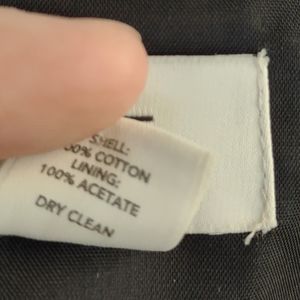 SHELL:
00% COTTON
LINING:
100% ACETATE
DRY CLEAN